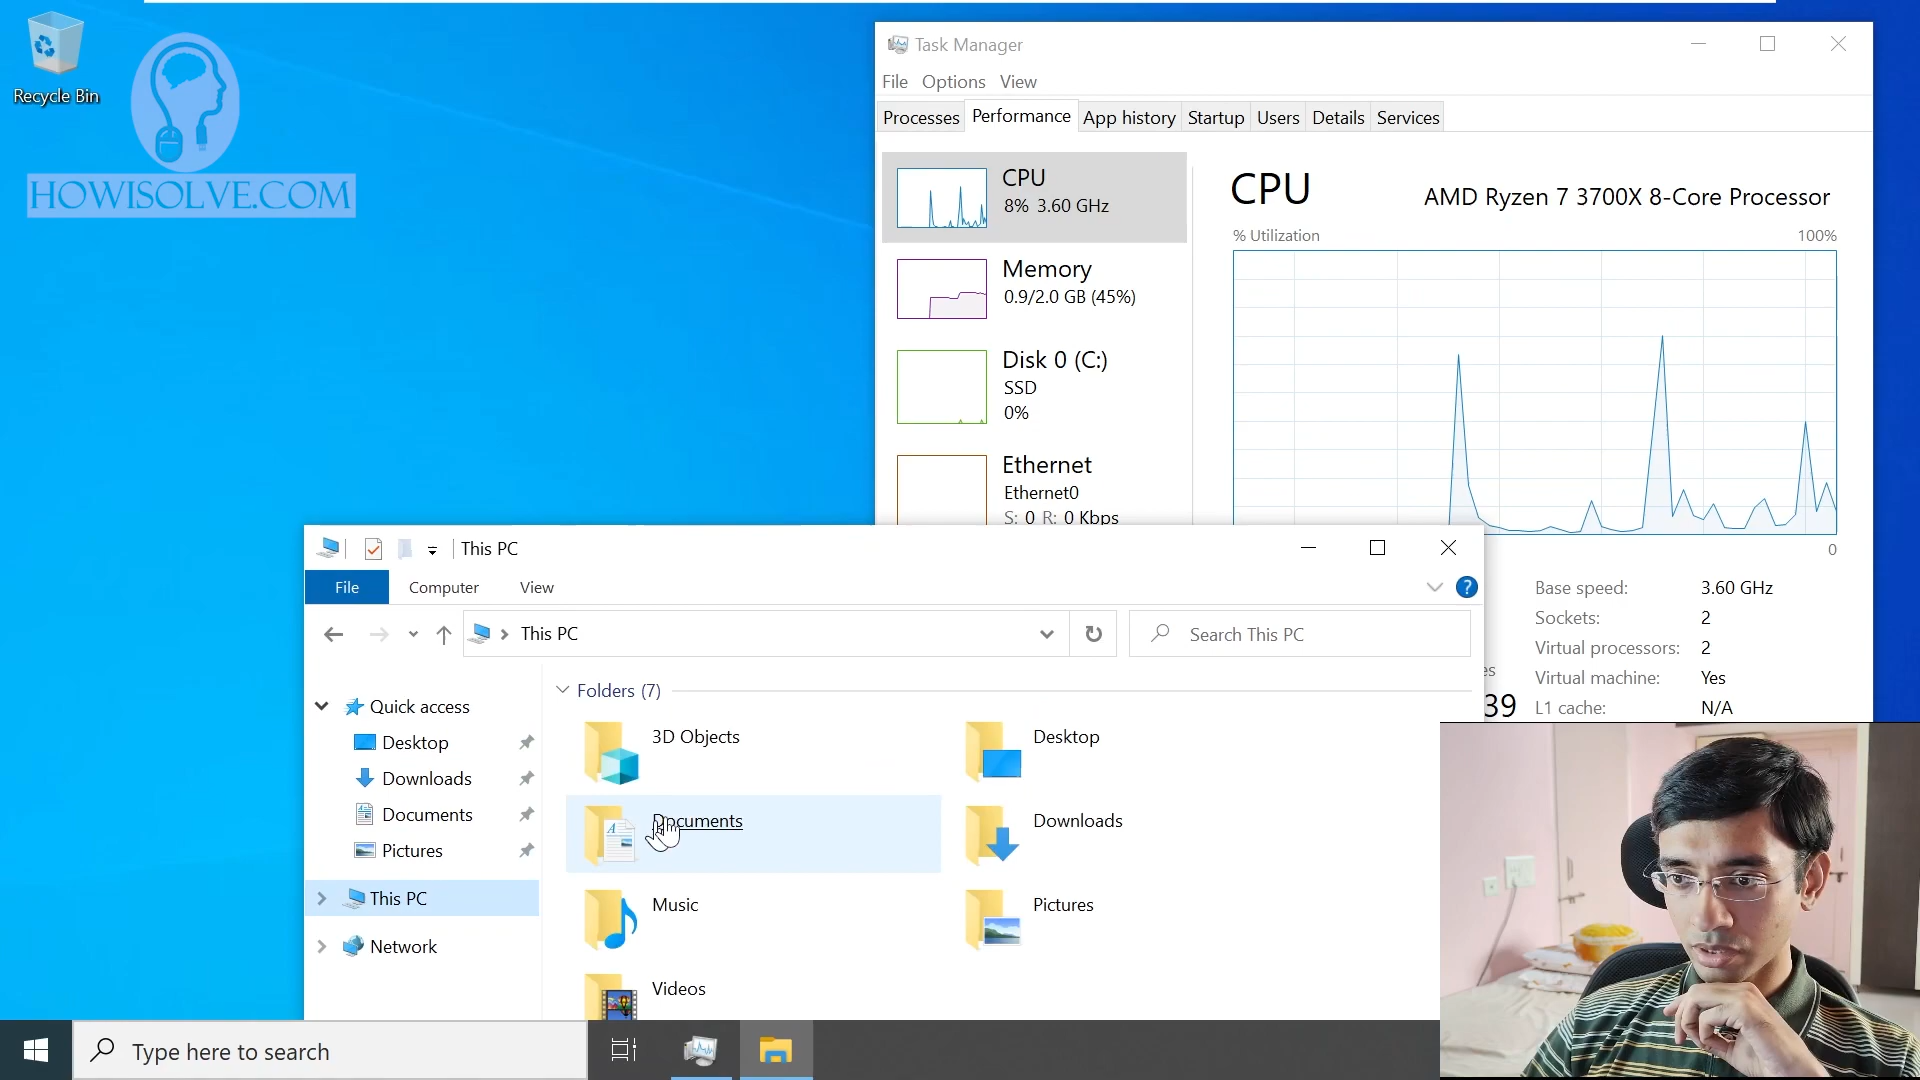 Recycle Bin
HOWISOLVE.COM
Task Manager
File Options View
Processes Performance App history Startup Users Details Services
CPU
8% 3.60 GHz
Memory
0.9/2.0 GB (45%)
Disk 0 (C:)
SSD
0%
Ethernet
Ethernet0
S: 0 R: 0 Kbps
CPU AMD Ryzen 7 3700X 8-Core Processor
% Utilization 100%
0
Base speed: 3.60 GHz
Sockets: 2
Virtual processors: 2
Virtual machine: Yes
L1 cache: N/A
39
This PC
File Computer View
This PC
Search This PC
Quick access
Desktop
Downloads
Documents
Pictures
This PC
Network
Folders (7)
3D Objects
Desktop
Documents
Downloads
Music
Pictures
Videos
Type here to search